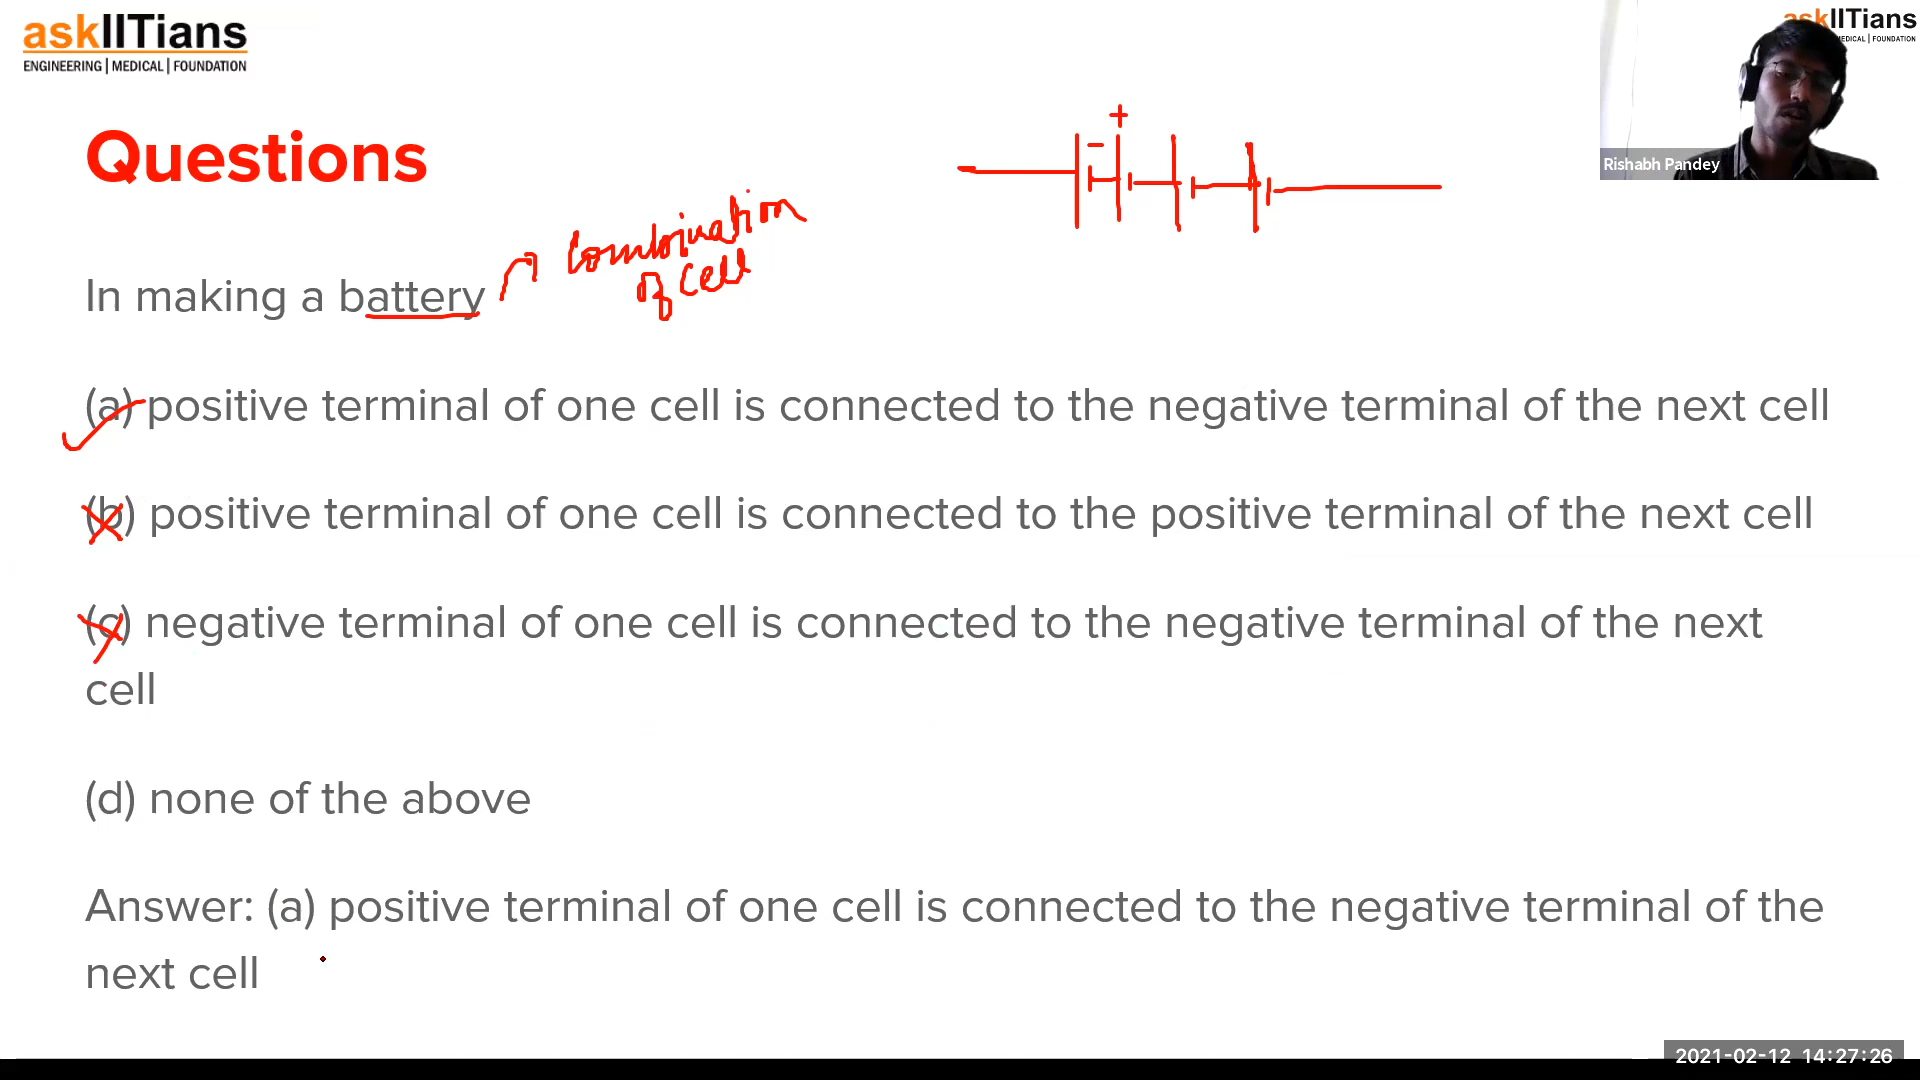 askIITians
ENGINEERING | MEDICAL | FOUNDATION
askIITians
MEDICAL | FOUNDATION
Rishabh Pandey
Questions
+
-
Combination
of Cell
In making a battery
(a) positive terminal of one cell is connected to the negative terminal of the next cell
(b) positive terminal of one cell is connected to the positive terminal of the next cell
(c) negative terminal of one cell is connected to the negative terminal of the next
cell
(d) none of the above
Answer: (a) positive terminal of one cell is connected to the negative terminal of the
next cell
2021-02-12 14:27:26